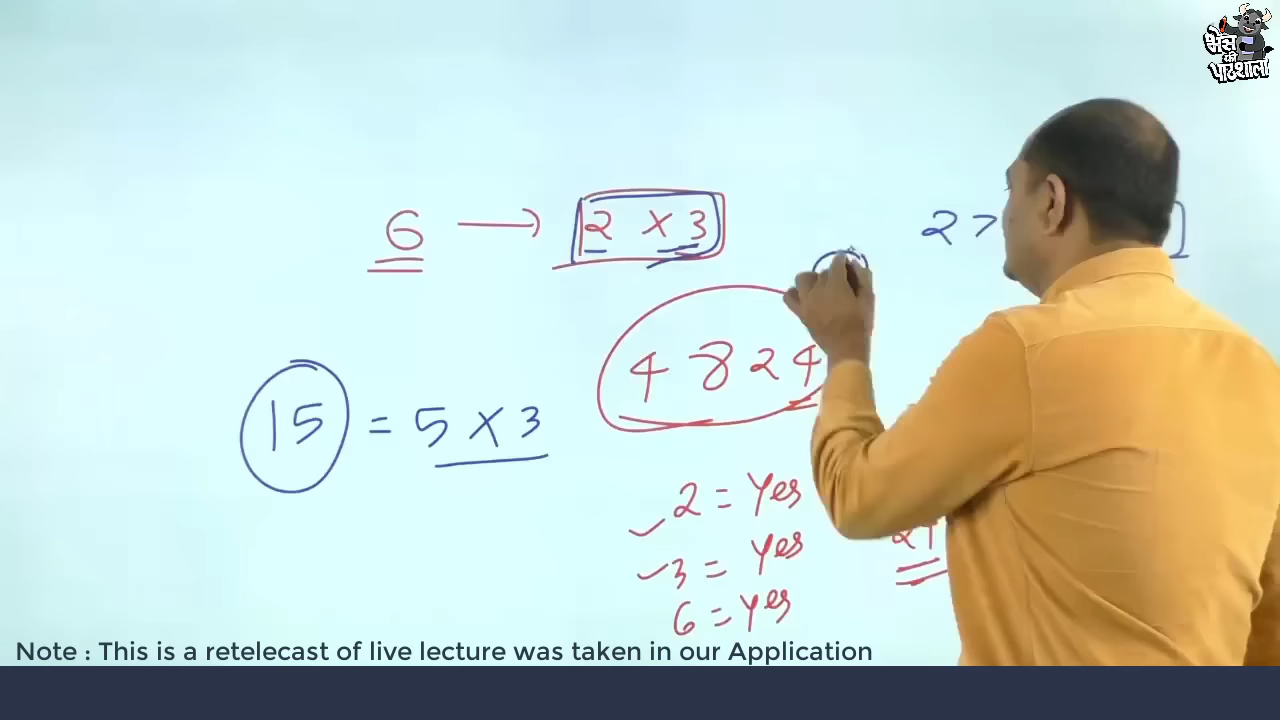 भैंस
की
पाठशाला
6 → 2 × 3
2 >
4 8 2 4
15 = 5 × 3
2 = Yes
3 = Yes
6 = Yes
Note : This is a retelecast of live lecture was taken in our Application